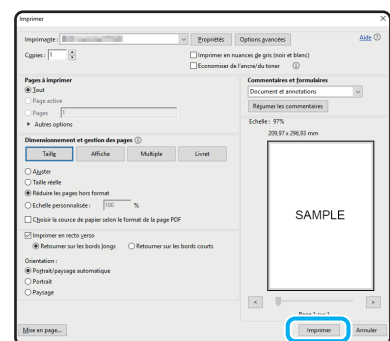 Imprimer
Imprimante : Propriétés Options avancées Aide
Copies : 1 Imprimer en nuances de gris (noir et blanc)
Economiser de l'encre/du toner
Pages à imprimer
Tout
Page active
Pages 1
Autres options
Dimensionnement et gestion des pages
Taille Affiche Multiple Livret
Ajuster
Taille réelle
Réduire les pages hors format
Echelle personnalisée : 100 %
Choisir la source de papier selon le format de la page PDF
Imprimer en recto verso
Retourner sur les bords longs Retourner sur les bords courts
Orientation :
Portrait/paysage automatique
Portrait
Paysage
Commentaires et formulaires
Document et annotations
Résumer les commentaires
Echelle : 97%
209,97 x 296,93 mm
SAMPLE
< >
Page 1 sur 1
Mise en page... Imprimer Annuler